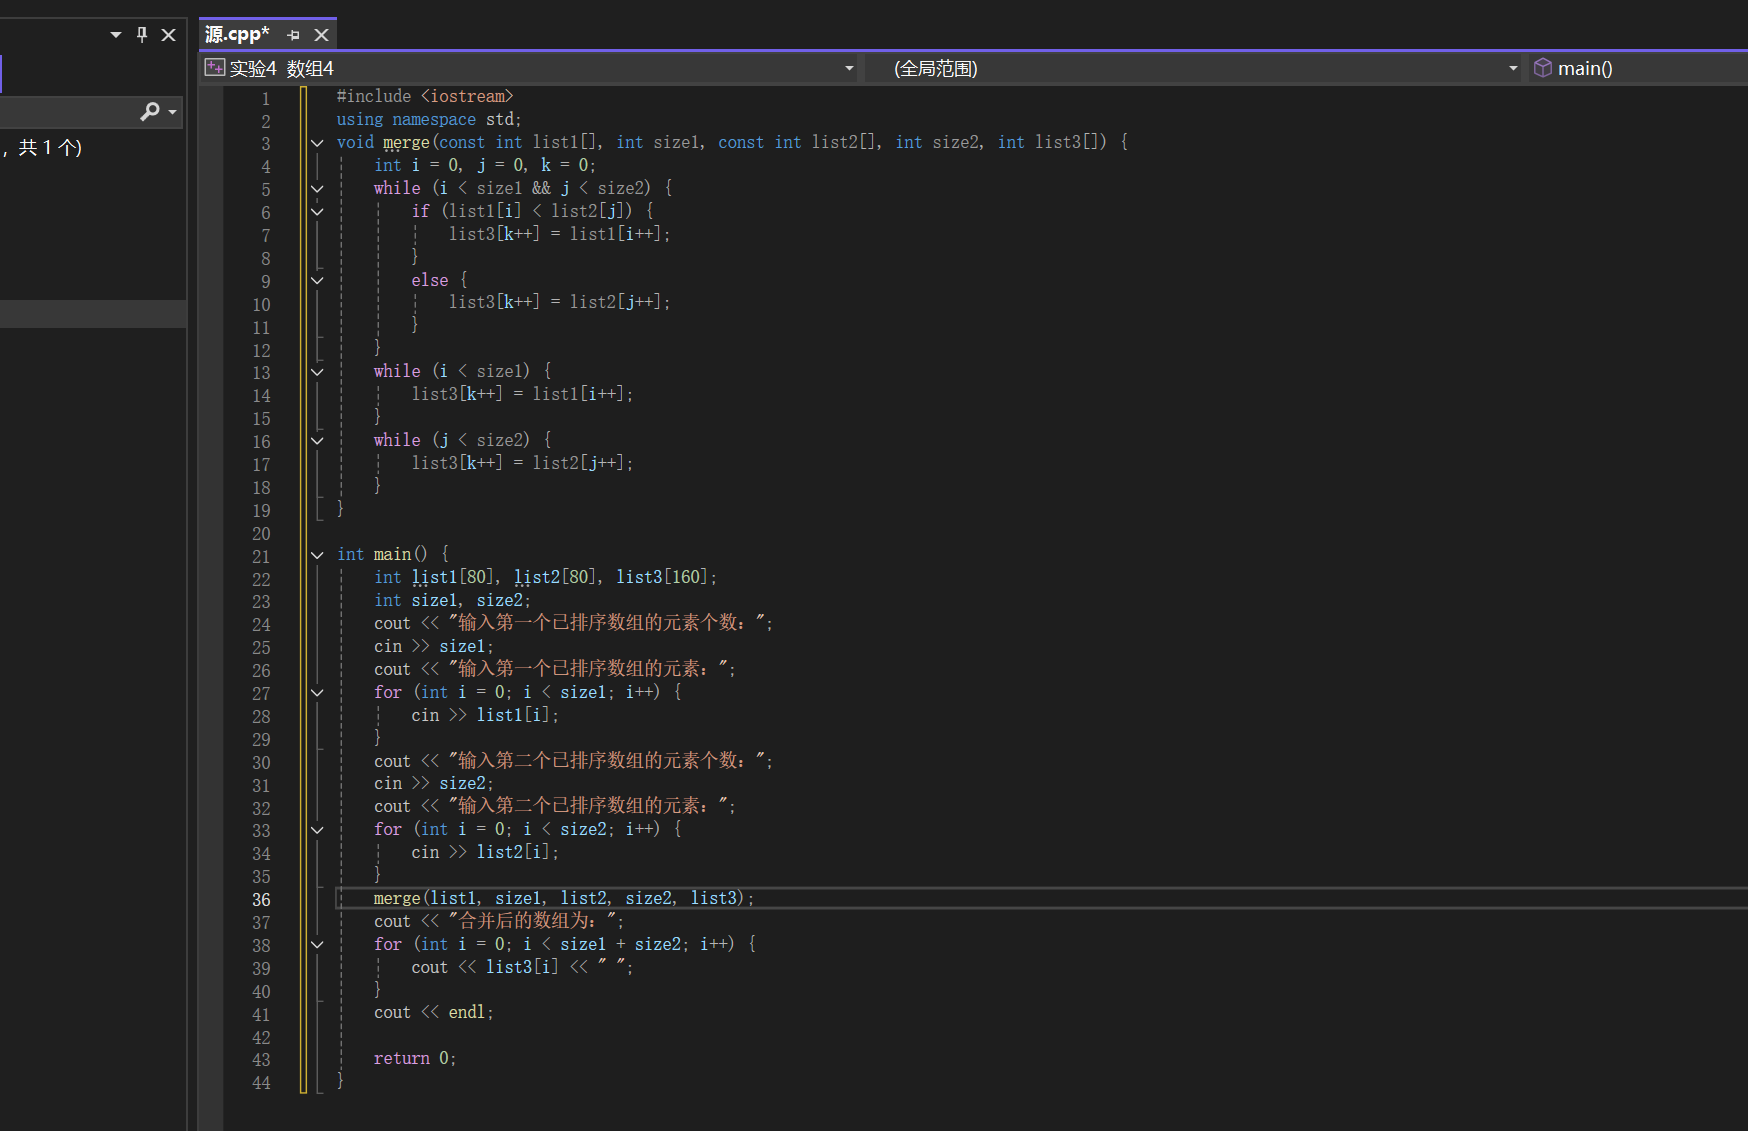 源.cpp*
实验4 数组4
(全局范围)
main()
，共 1 个)
1 #include <iostream>
2 using namespace std;
3 void merge(const int list1[], int size1, const int list2[], int size2, int list3[]) {
4 int i = 0, j = 0, k = 0;
5 while (i < size1 && j < size2) {
6 if (list1[i] < list2[j]) {
7 list3[k++] = list1[i++];
8 }
9 else {
10 list3[k++] = list2[j++];
11 }
12 }
13 while (i < size1) {
14 list3[k++] = list1[i++];
15 }
16 while (j < size2) {
17 list3[k++] = list2[j++];
18 }
19 }
20
21 int main() {
22 int list1[80], list2[80], list3[160];
23 int size1, size2;
24 cout << "输入第一个已排序数组的元素个数：";
25 cin >> size1;
26 cout << "输入第一个已排序数组的元素：";
27 for (int i = 0; i < size1; i++) {
28 cin >> list1[i];
29 }
30 cout << "输入第二个已排序数组的元素个数：";
31 cin >> size2;
32 cout << "输入第二个已排序数组的元素：";
33 for (int i = 0; i < size2; i++) {
34 cin >> list2[i];
35 }
36 merge(list1, size1, list2, size2, list3);
37 cout << "合并后的数组为：";
38 for (int i = 0; i < size1 + size2; i++) {
39 cout << list3[i] << " ";
40 }
41 cout << endl;
42
43 return 0;
44 }